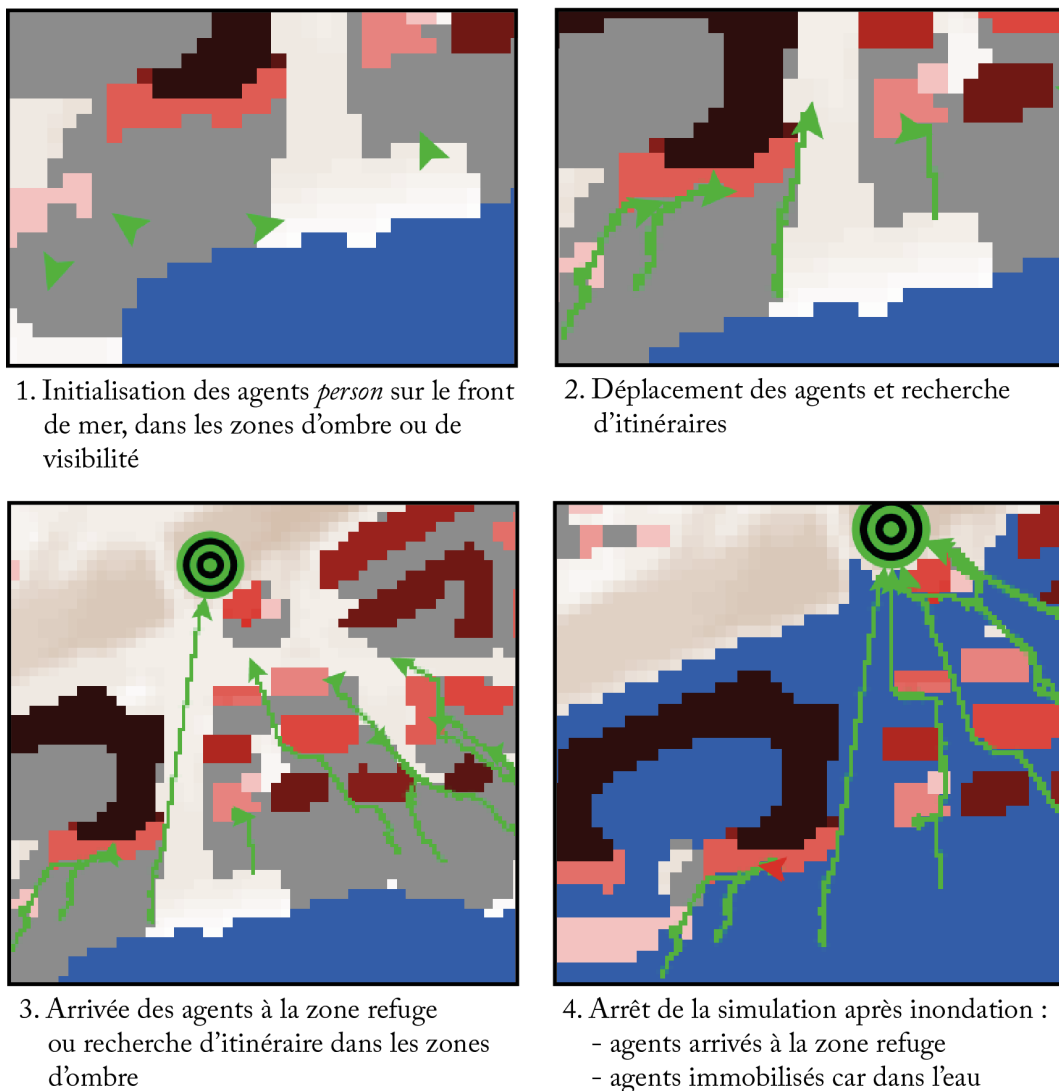 1. Initialisation des agents person sur le front
de mer, dans les zones d'ombre ou de
visibilité
2. Déplacement des agents et recherche
d'itinéraires
3. Arrivée des agents à la zone refuge
ou recherche d'itinéraire dans les zones
d'ombre
4. Arrêt de la simulation après inondation :
- agents arrivés à la zone refuge
- agents immobilisés car dans l'eau